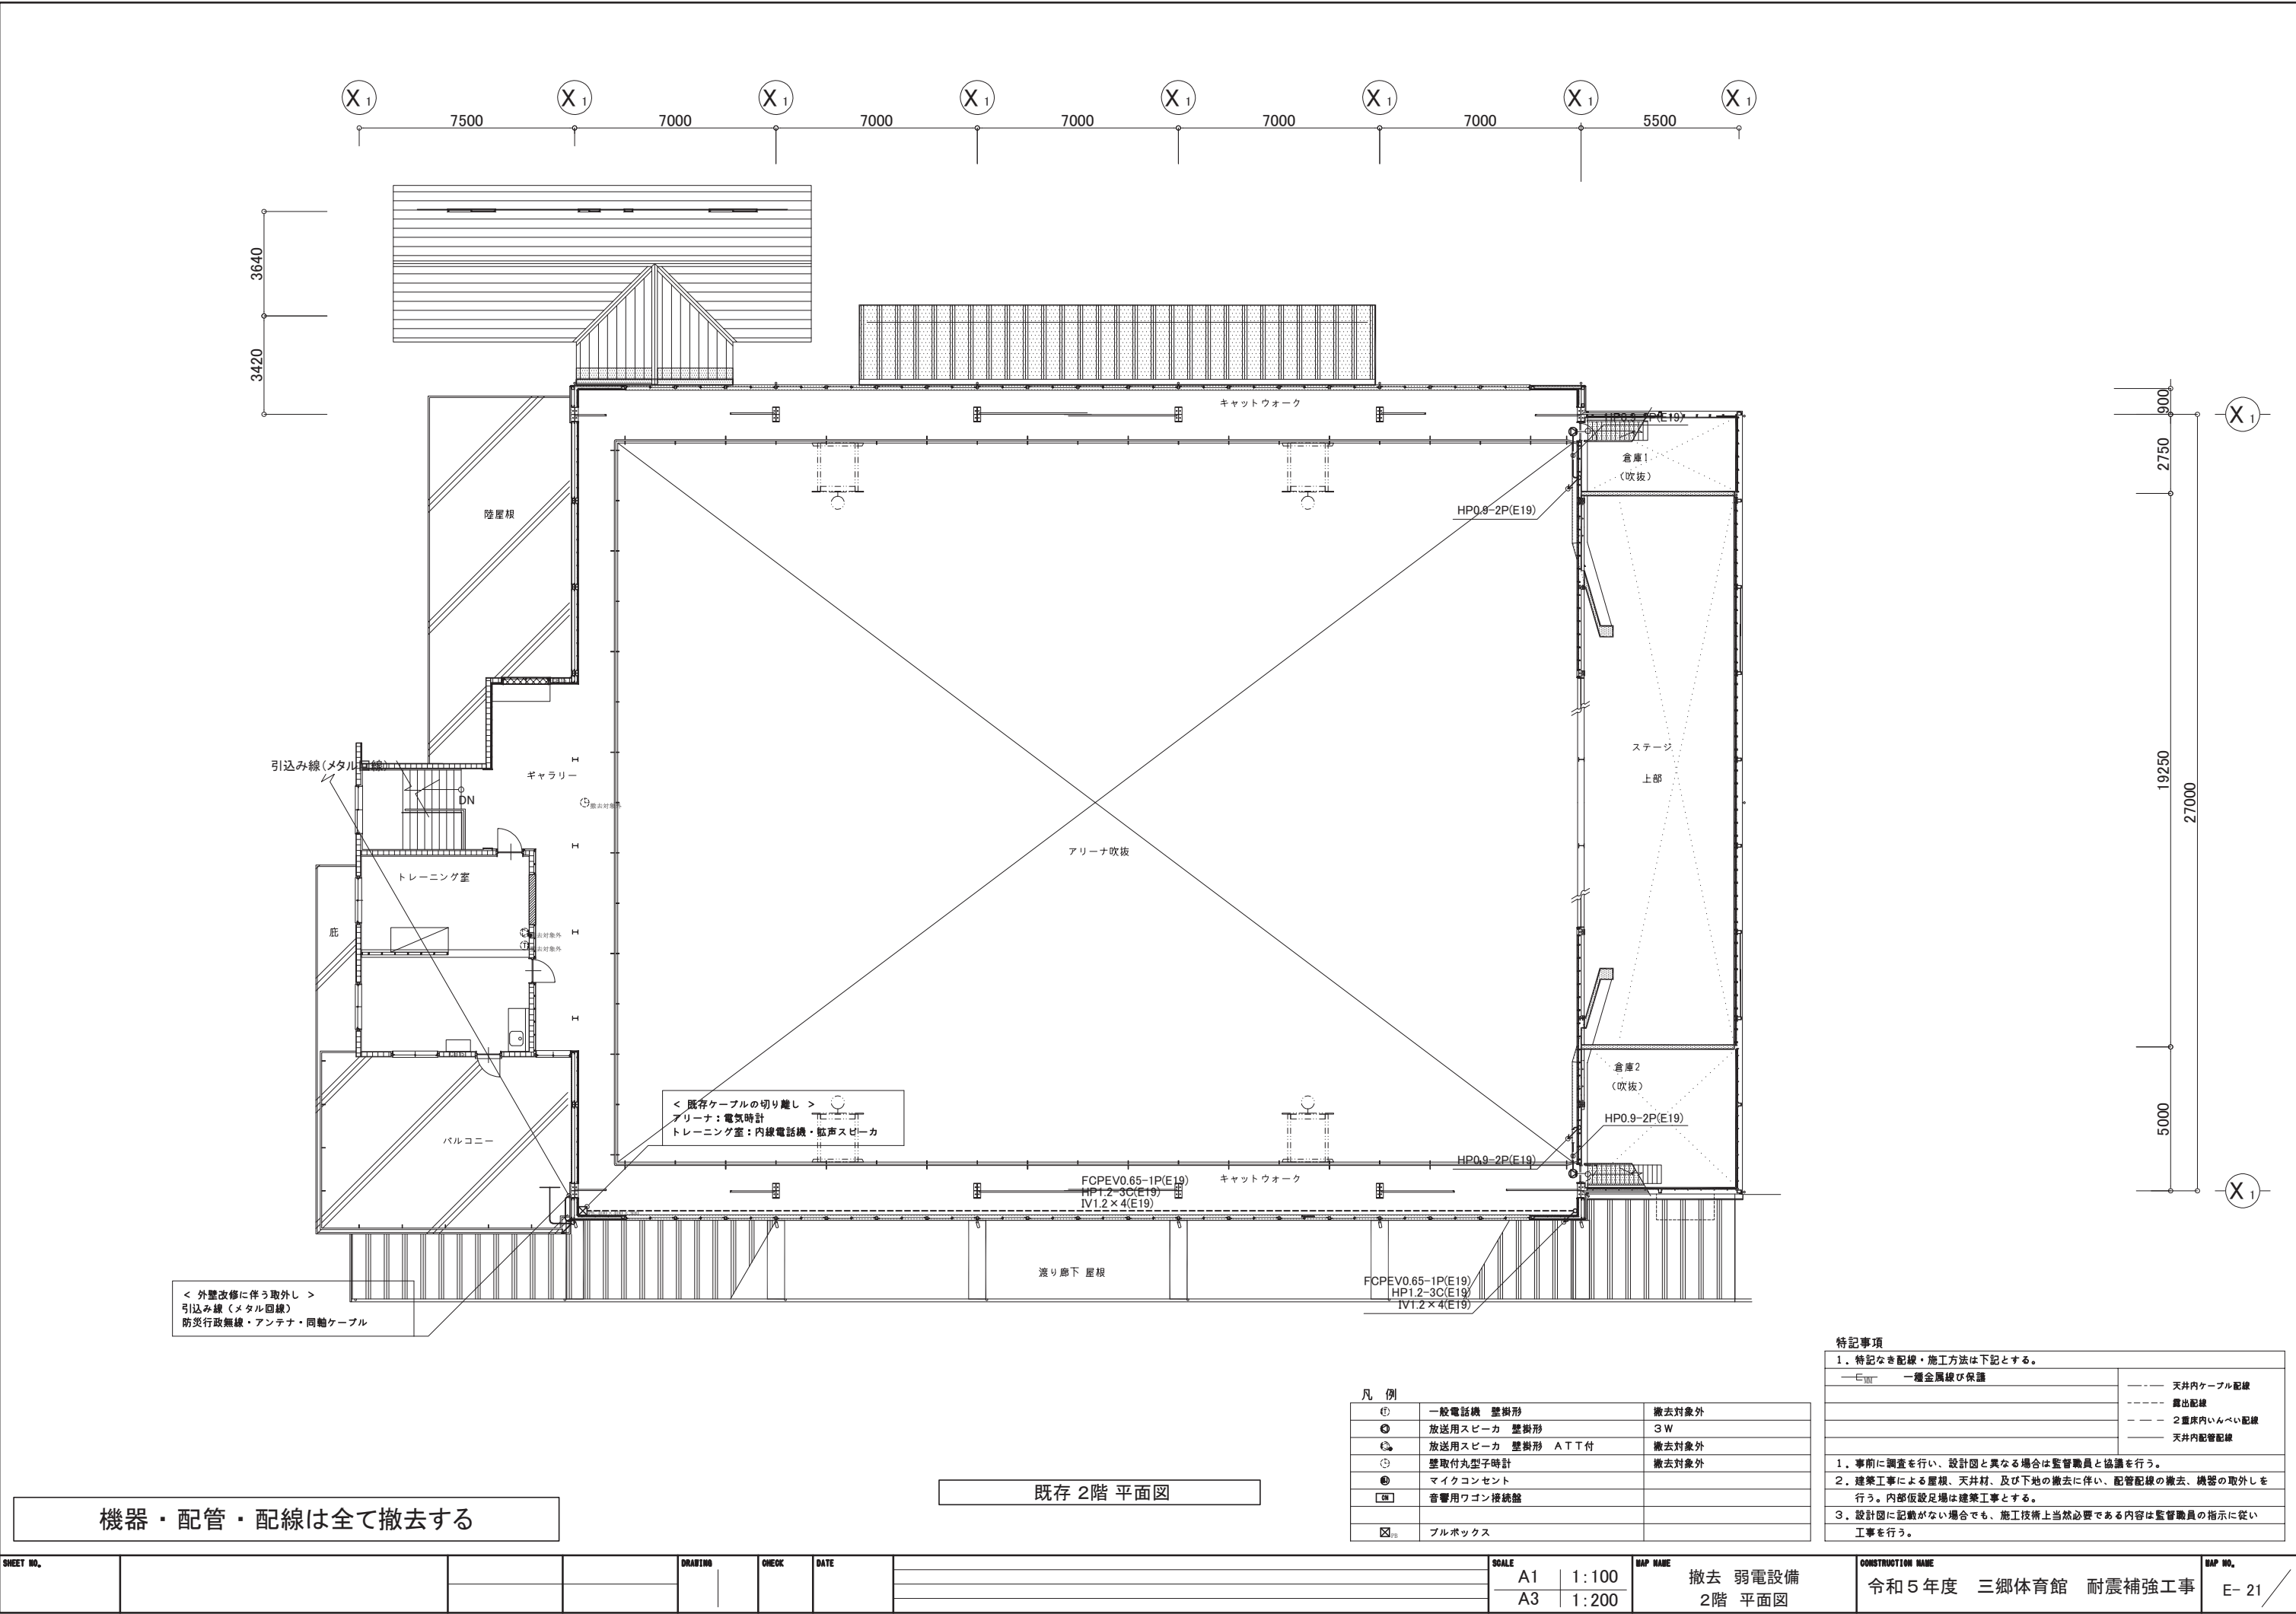 X1 X1 X1 X1 X1 X1 X1 X1
7500 7000 7000 7000 7000 7000 5500
3640
3420
キャットウォーク
HP0.9-2P(E19)
倉庫1
(吹抜)
HP0.9-2P(E19)
陸屋根
900
2750
19250
27000
5000
X1
X1
引込み線(メタル回線)
DN
ギャラリー
撤去対象外
ステージ
上部
アリーナ吹抜
トレーニング室
撤去対象外
撤去対象外
庇
バルコニー
倉庫2
(吹抜)
HP0.9-2P(E19)
HP0.9-2P(E19)
< 既存ケーブルの切り離し >
アリーナ:電気時計
トレーニング室:内線電話機・拡声スピーカ
FCPEV0.65-1P(E19)
HP1.2-3C(E19)
IV1.2×4(E19)
キャットウォーク
渡り廊下 屋根
FCPEV0.65-1P(E19)
HP1.2-3C(E19)
IV1.2×4(E19)
< 外壁改修に伴う取外し >
引込み線(メタル回線)
防災行政無線・アンテナ・同軸ケーブル
凡 例
T 一般電話機 壁掛形 撤去対象外
放送用スピーカ 壁掛形 3W
放送用スピーカ 壁掛形 ATT付 撤去対象外
壁取付丸型子時計 撤去対象外
マイクコンセント
音響用ワゴン接続盤
プルボックス
特記事項
1.特記なき配線・施工方法は下記とする。
一種金属線ぴ保護
天井内ケーブル配線
露出配線
2重床内いんぺい配線
天井内配管配線
1.事前に調査を行い、設計図と異なる場合は監督職員と協議を行う。
2.建築工事による屋根、天井材、及び下地の撤去に伴い、配管配線の撤去、機器の取外しを
行う。内部仮設足場は建築工事とする。
3.設計図に記載がない場合でも、施工技術上当然必要である内容は監督職員の指示に従い
工事を行う。
既存 2階 平面図
機器・配管・配線は全て撤去する
SHEET NO.
DRAWING
CHECK
DATE
SCALE
A1 1:100
A3 1:200
MAP NAME
撤去 弱電設備
2階 平面図
CONSTRUCTION NAME
令和5年度 三郷体育館 耐震補強工事
MAP NO.
E-21